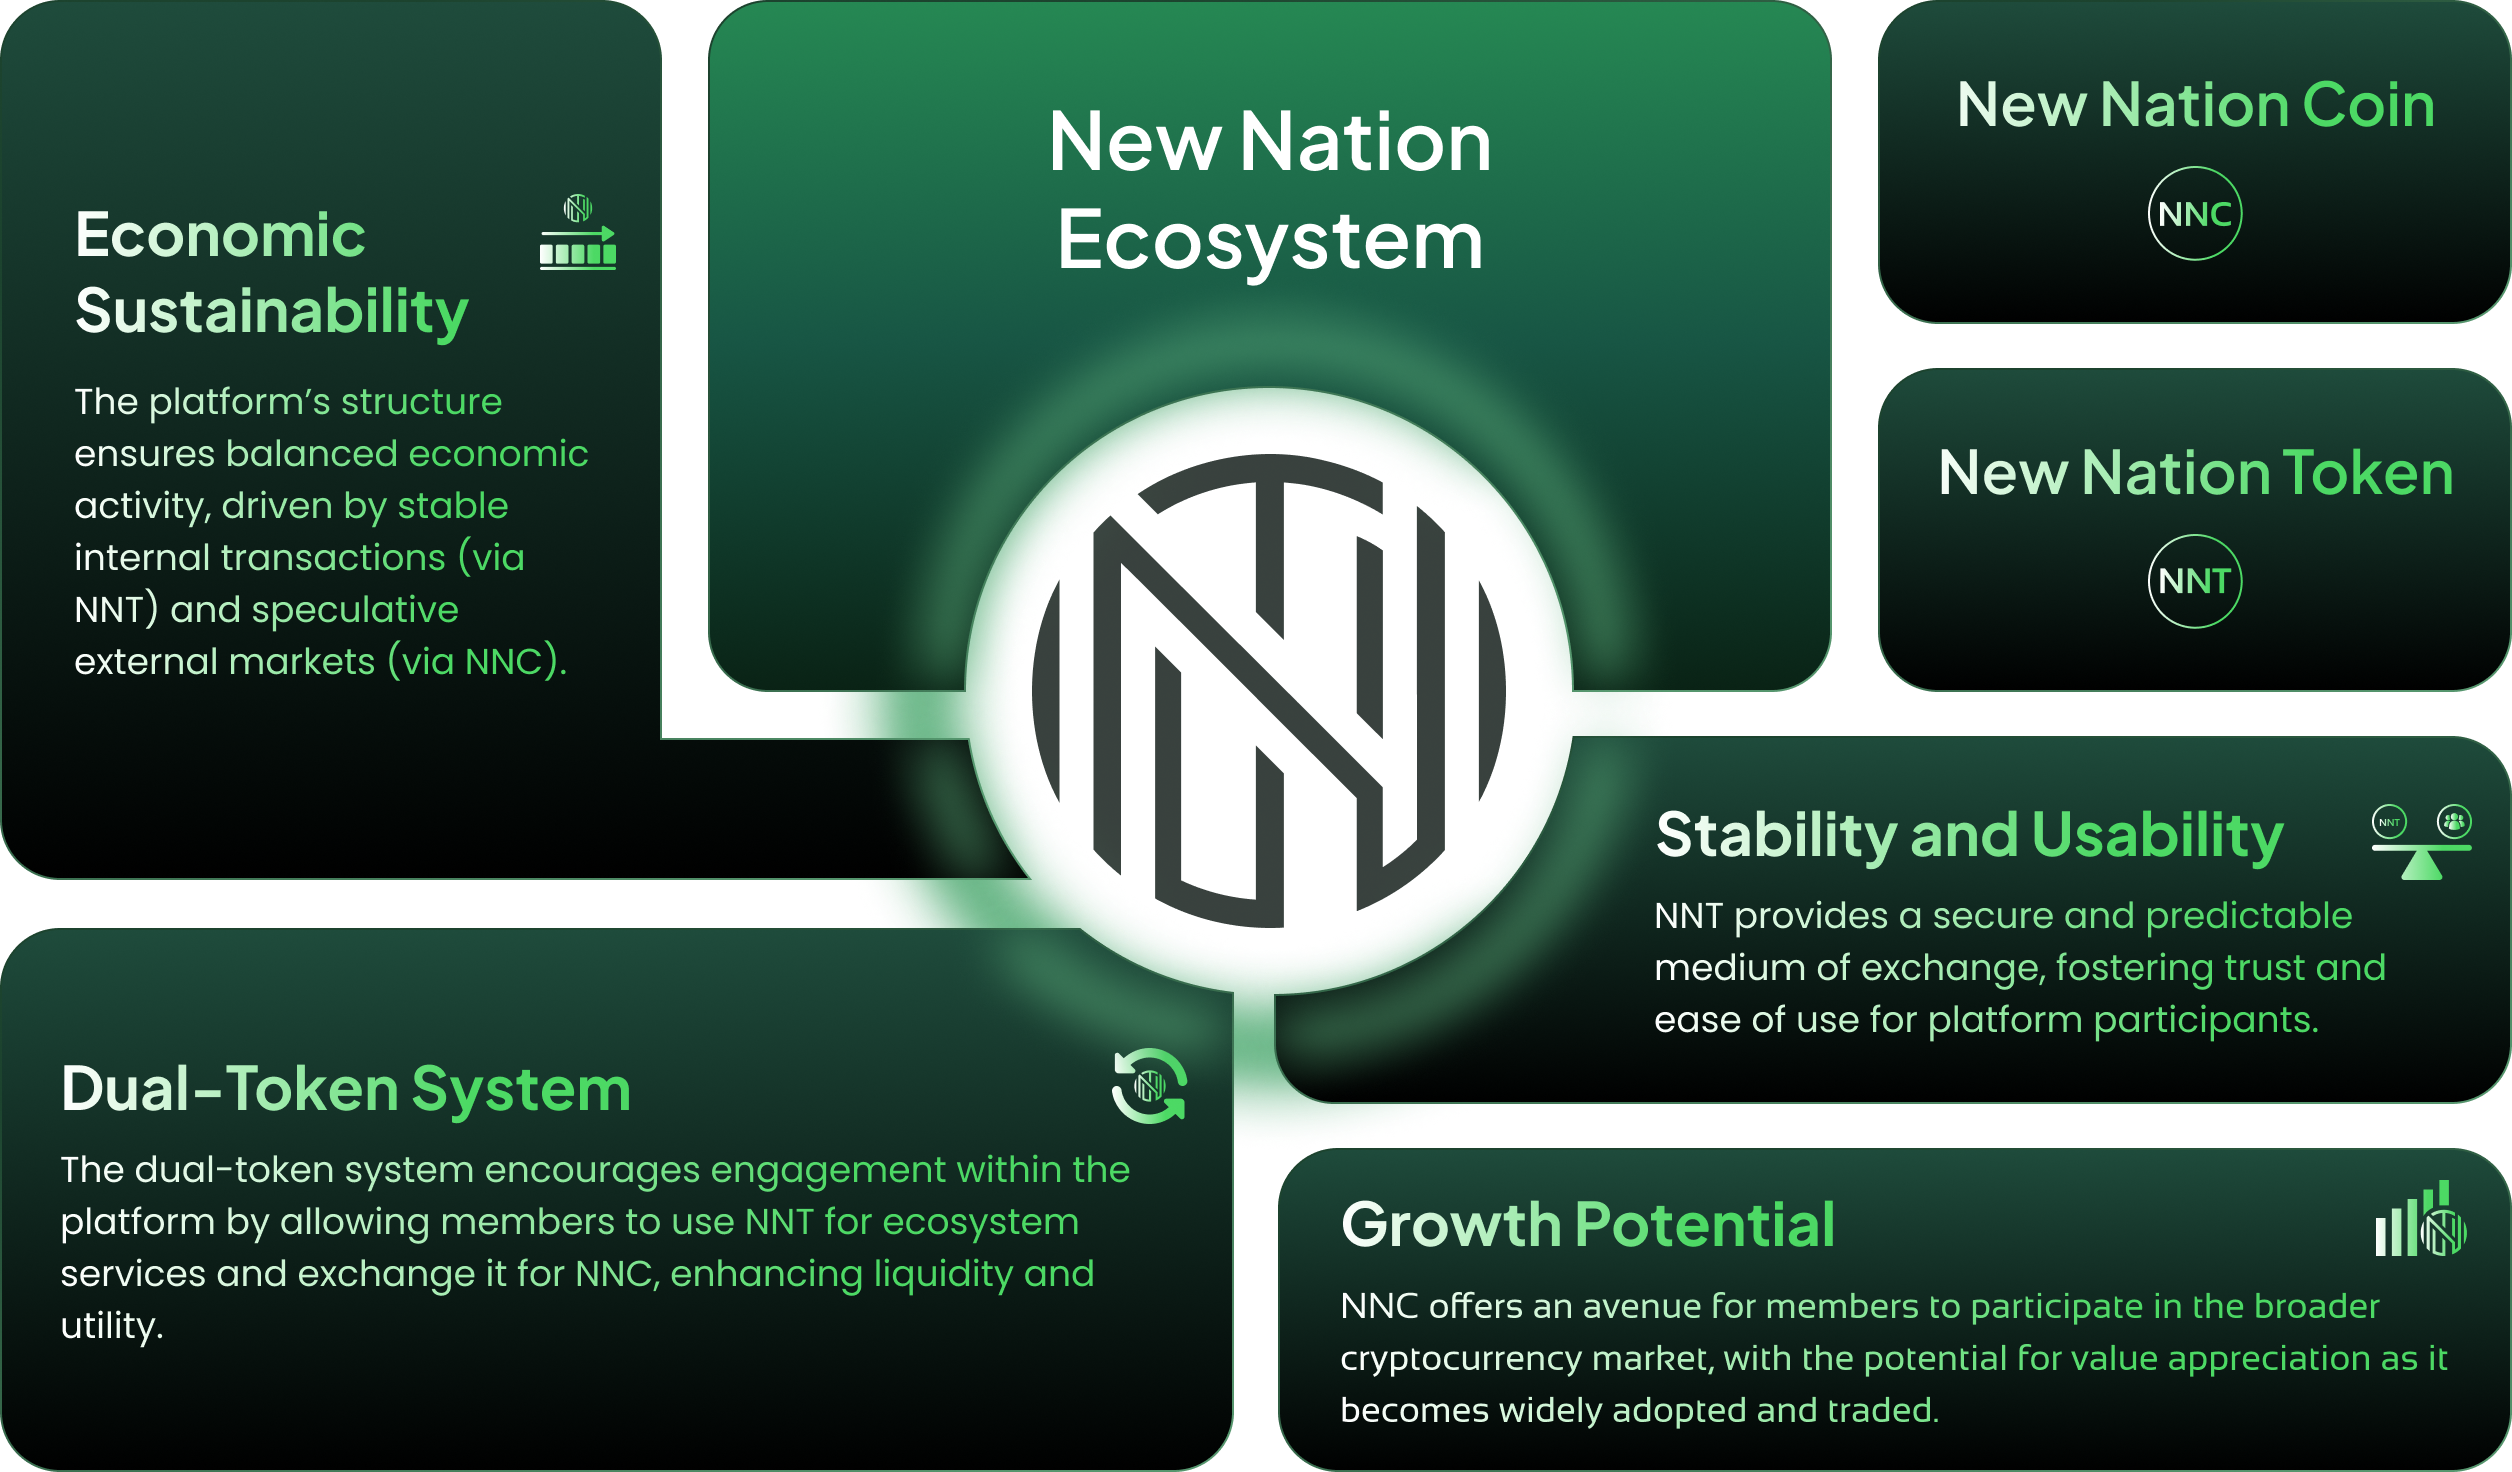 New Nation
Ecosystem
Economic
Sustainability
The platform’s structure
ensures balanced economic
activity, driven by stable
internal transactions (via
NNT) and speculative
external markets (via NNC).
New Nation Coin
NNC
New Nation Token
NNT
Stability and Usability
NNT
NNT provides a secure and predictable
medium of exchange, fostering trust and
ease of use for platform participants.
Dual-Token System
The dual-token system encourages engagement within the
platform by allowing members to use NNT for ecosystem
services and exchange it for NNC, enhancing liquidity and
utility.
Growth Potential
NNC offers an avenue for members to participate in the broader
cryptocurrency market, with the potential for value appreciation as it
becomes widely adopted and traded.